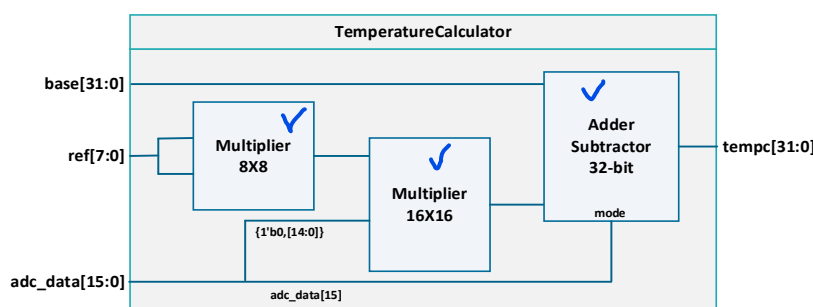 TemperatureCalculator
base[31:0]
ref[7:0]
adc_data[15:0]
Multiplier
8X8
Multiplier
16X16
{1'b0,[14:0]}
adc_data[15]
Adder
Subtractor
32-bit
mode
tempc[31:0]